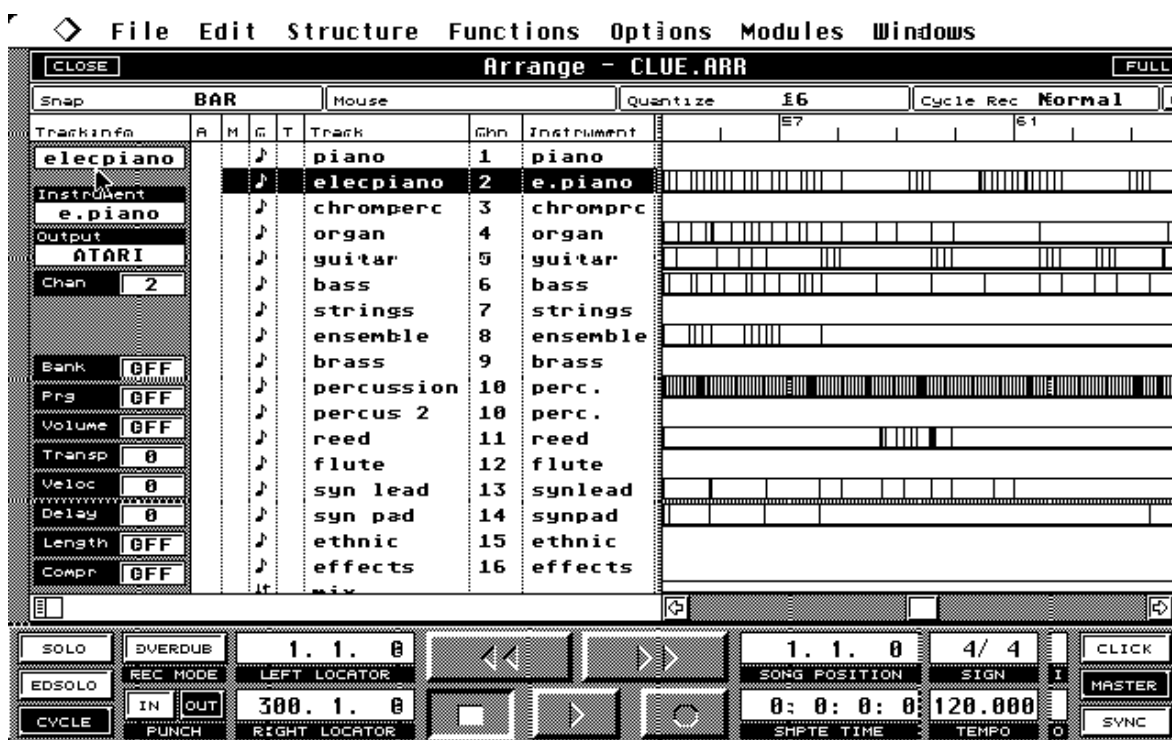 File Edit Structure Functions Options Modules Windows
CLOSE Arrange - CLUE.ARR FULL
Snap BAR Mouse Quantize 16 Cycle Rec Normal
Trackinfo A M C T Track Chn Instrument 57 61
elecpiano
Instrument
e.piano
Output
ATARI
Chan 2
Bank OFF
Prg OFF
Volume OFF
Transp 0
Veloc 0
Delay 0
Length OFF
Compr OFF
piano 1 piano
elecpiano 2 e.piano
chromperc 3 chromprc
organ 4 organ
guitar 5 guitar
bass 6 bass
strings 7 strings
ensemble 8 ensemble
brass 9 brass
percussion 10 perc.
percus 2 10 perc.
reed 11 reed
flute 12 flute
syn lead 13 synlead
syn pad 14 synpad
ethnic 15 ethnic
effects 16 effects
mix
SOLO OVERDUB 1. 1. 0 1. 1. 0 4/ 4 CLICK
REC MODE LEFT LOCATOR SONG POSITION SIGN I
EDSOLO MASTER
IN OUT 300. 1. 0 0: 0: 0: 0 120.000
CYCLE PUNCH RIGHT LOCATOR SMPTE TIME TEMPO O SYNC